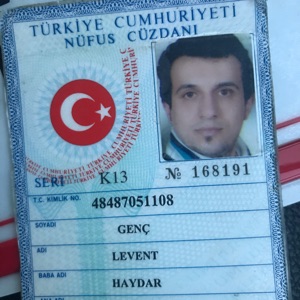 TÜRKİYE CUMHURİYETİ
NÜFUS CÜZDANI
SERİ K13 № 168191
T.C. KİMLİK NO. 48487051108
SOYADI
GENÇ
ADI
LEVENT
BABA ADI
HAYDAR